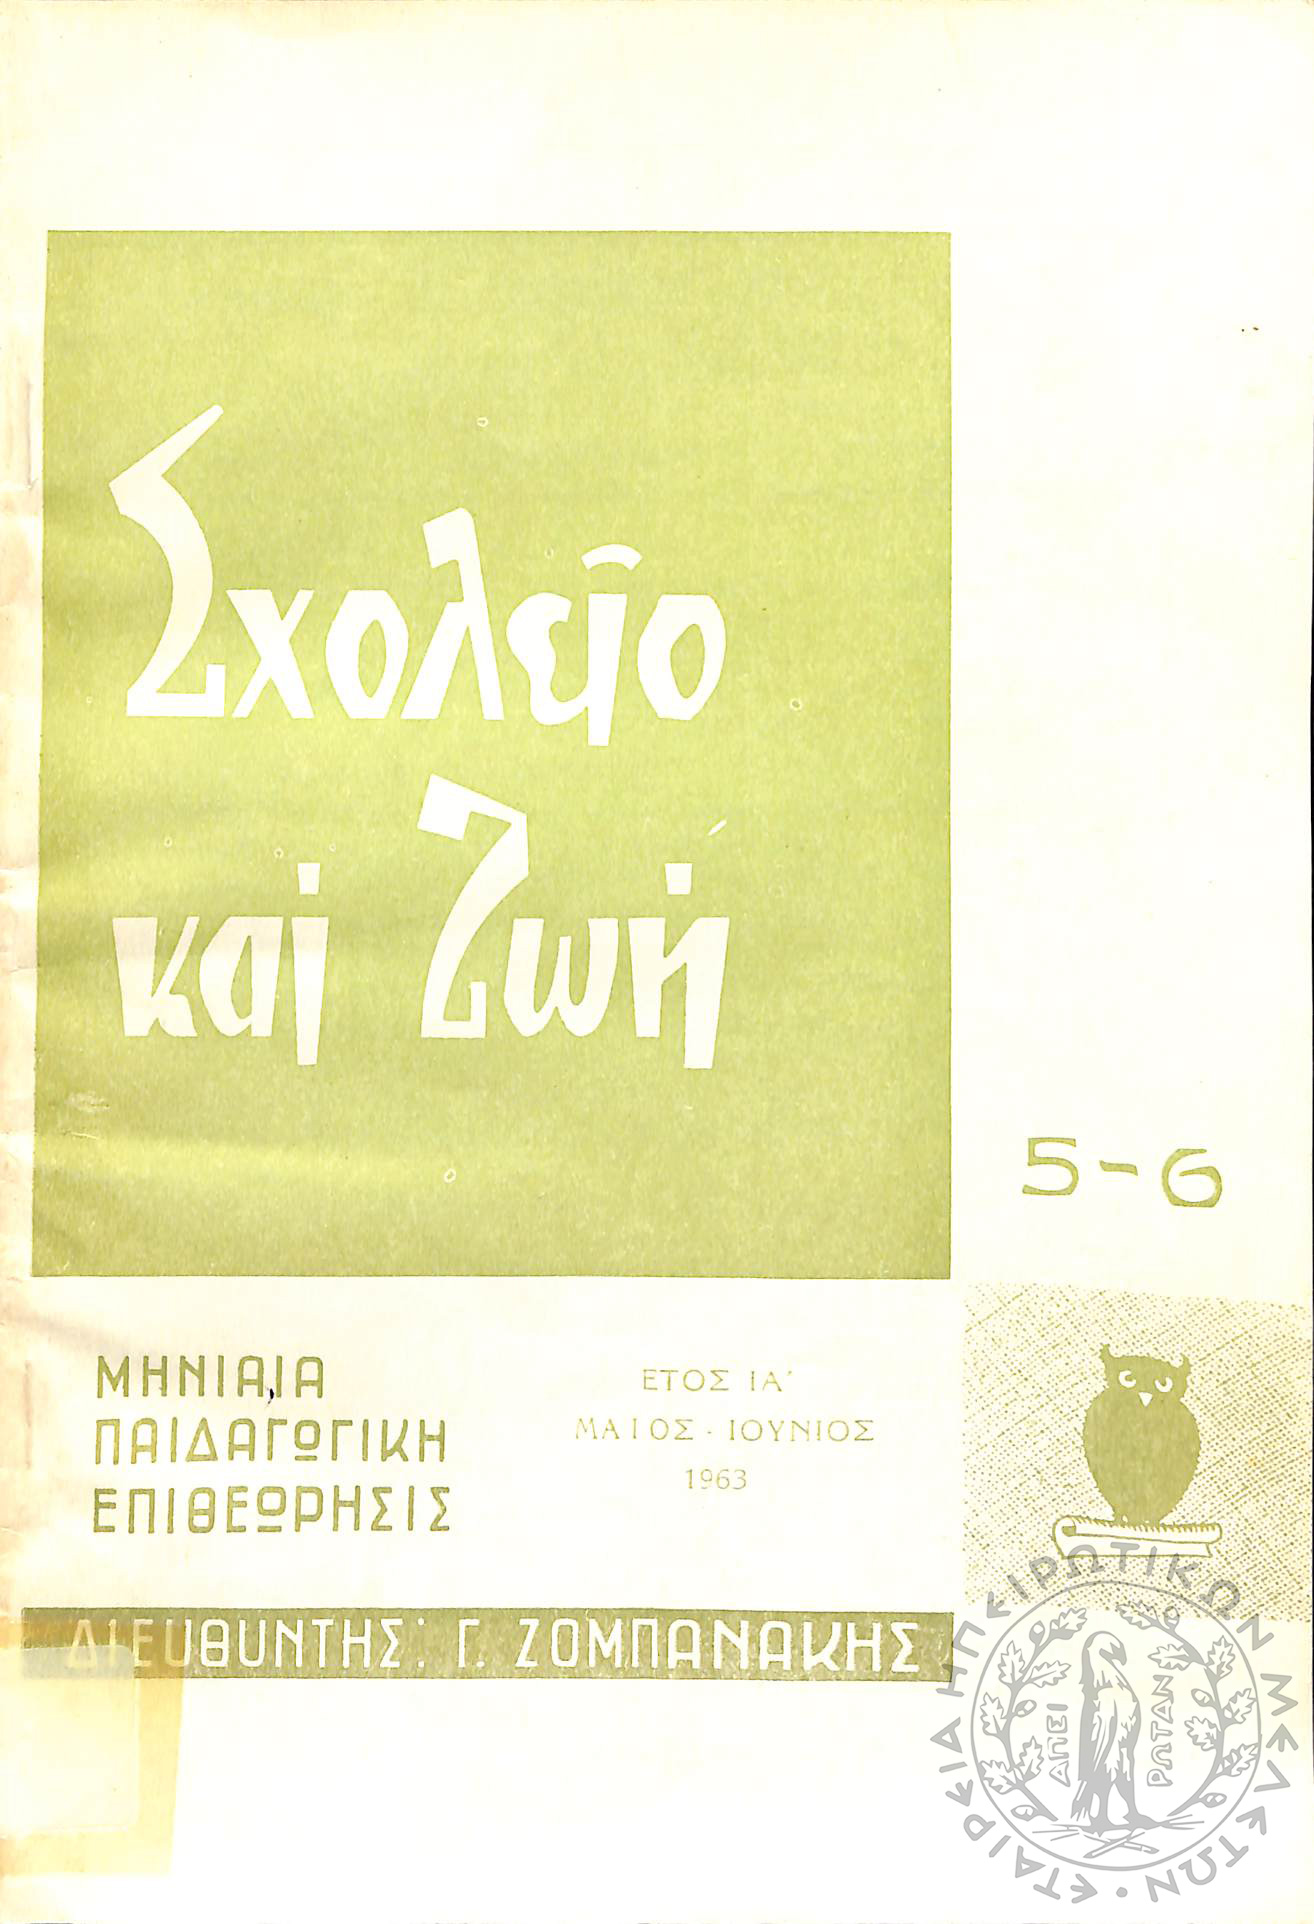 Σχολεῖο
καί Ζωή
5-6
ΜΗΝΙΑΙΑ
ΠΑΙΔΑΓΩΓΙΚΗ
ΕΠΙΘΕΩΡΗΣΙΣ
ΕΤΟΣ ΙΑ΄
ΜΑΙΟΣ - ΙΟΥΝΙΟΣ
1963
ΔΙΕΥΘΥΝΤΗΣ: Γ. ΖΟΜΠΑΝΑΚΗΣ
ΕΤΑΙΡΕΙΑ ΗΠΕΙΡΩΤΙΚΩΝ ΜΕΛΕΤΩΝ
ΑΠΕΙ
ΡΩΤΑΝ